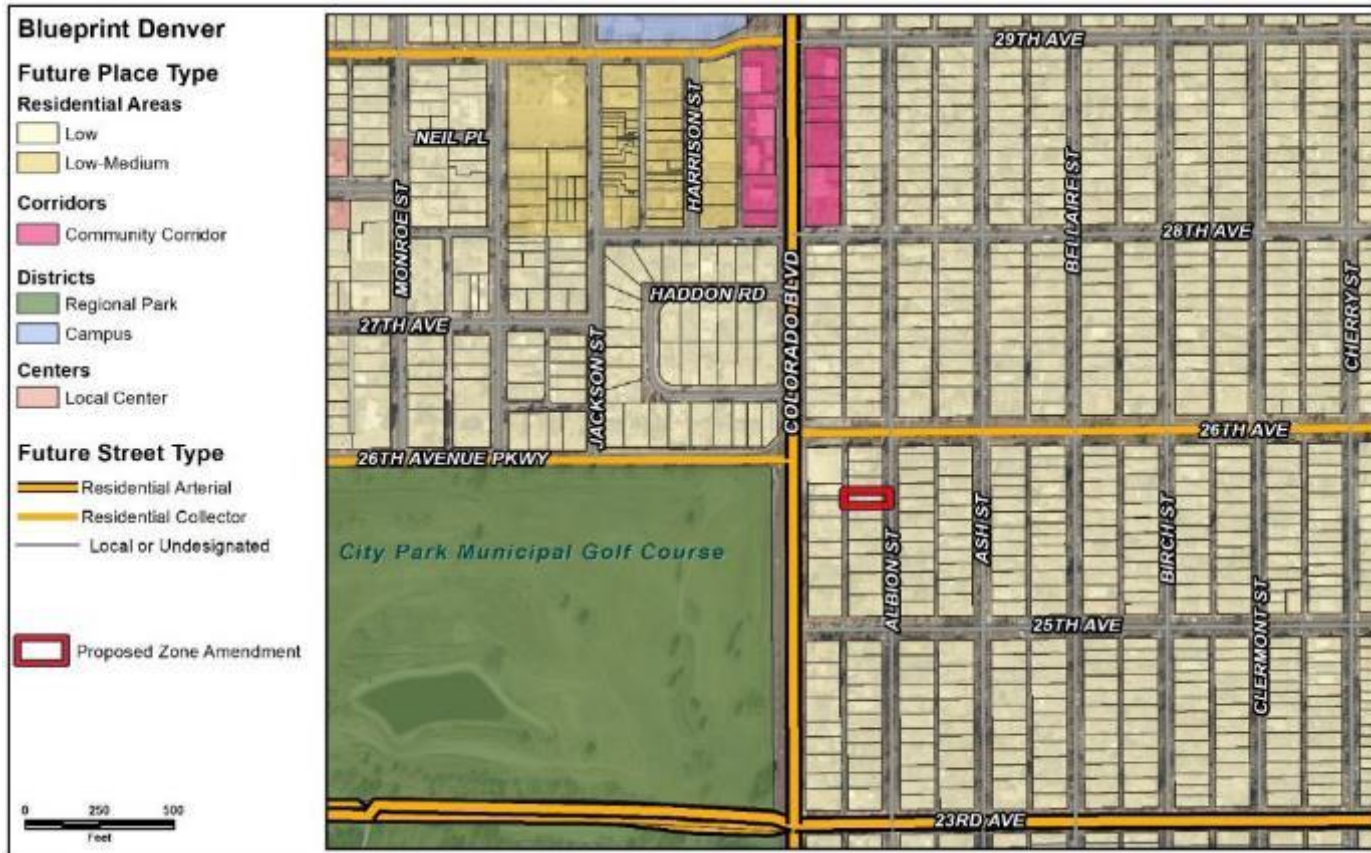 Blueprint Denver
Future Place Type
Residential Areas
Low
Low-Medium
Corridors
Community Corridor
Districts
Regional Park
Campus
Centers
Local Center
Future Street Type
Residential Arterial
Residential Collector
Local or Undesignated
Proposed Zone Amendment
0 250 500
Feet
29TH AVE
NEIL PL
HARRISON ST
MONROE ST
BELLAIRE ST
28TH AVE
HADDON RD
COLORADO BLVD
CHERRY ST
27TH AVE
JACKSON ST
26TH AVE
26TH AVENUE PKWY
City Park Municipal Golf Course
ALBION ST
ASH ST
BIRCH ST
CLERMONT ST
25TH AVE
23RD AVE